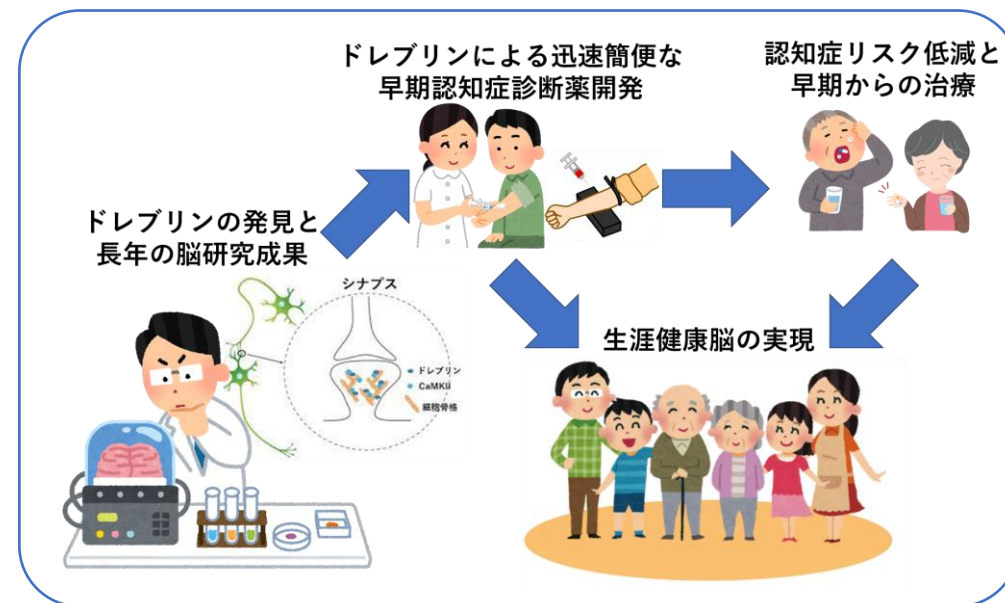 ドレブリンによる迅速簡便な
早期認知症診断薬開発
認知症リスク低減と
早期からの治療
ドレブリンの発見と
長年の脳研究成果
シナプス
ドレブリン
CaMKII
細胞骨格
生涯健康脳の実現